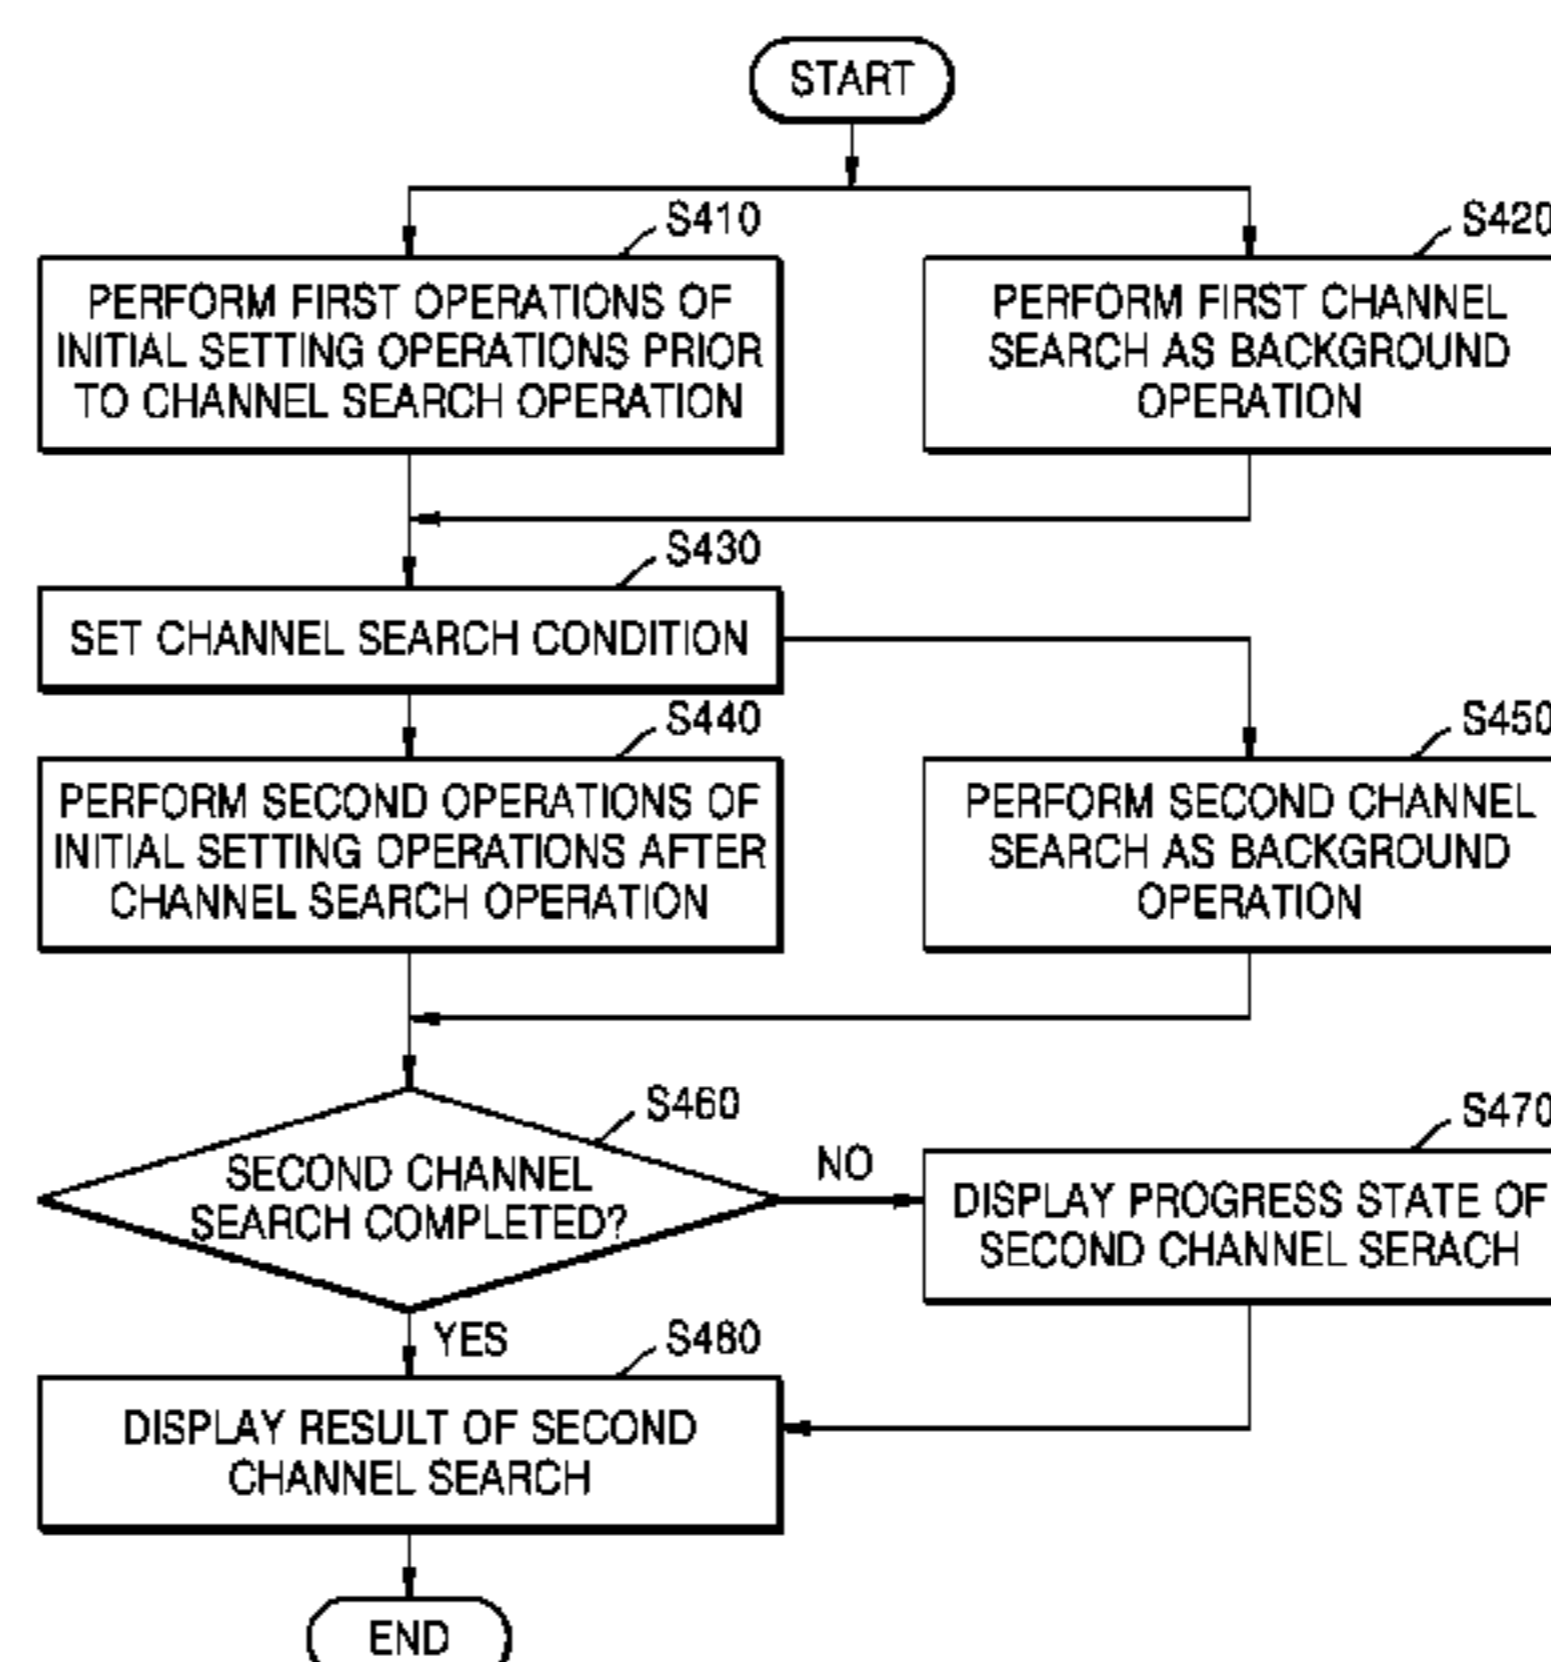 START
S410
PERFORM FIRST OPERATIONS OF
INITIAL SETTING OPERATIONS PRIOR
TO CHANNEL SEARCH OPERATION
S420
PERFORM FIRST CHANNEL
SEARCH AS BACKGROUND
OPERATION
S430
SET CHANNEL SEARCH CONDITION
S440
PERFORM SECOND OPERATIONS OF
INITIAL SETTING OPERATIONS AFTER
CHANNEL SEARCH OPERATION
S450
PERFORM SECOND CHANNEL
SEARCH AS BACKGROUND
OPERATION
S460
SECOND CHANNEL
SEARCH COMPLETED?
NO
S470
DISPLAY PROGRESS STATE OF
SECOND CHANNEL SERACH
YES
S480
DISPLAY RESULT OF SECOND
CHANNEL SEARCH
END